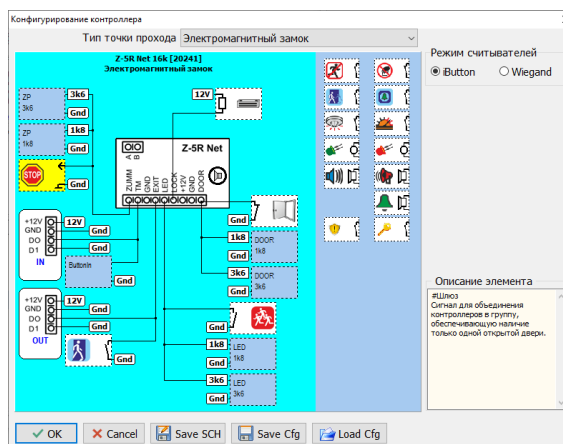 Конфигурирование контроллера
Тип точки прохода Электромагнитный замок
Z-5R Net 16k [20241]
Электромагнитный замок
Режим считывателей
iButton Wiegand
ZP
3k6
3k6
Gnd
ZP
1k8
1k8
Gnd
STOP
Gnd
12V
A
B
Z-5R Net
ZUMM
TM
GND
EXIT
LED
LOCK
+12V
GND
DOOR
+12V
GND
DO
D1
IN
12V
Gnd
Gnd
ButtonIn
Gnd
Gnd
1k8
Gnd
DOOR
1k8
3k6
Gnd
DOOR
3k6
+12V
GND
DO
D1
OUT
12V
Gnd
Gnd
Gnd
Gnd
1k8
Gnd
LED
1k8
3k6
Gnd
LED
3k6
Описание элемента
#Шлюз
Сигнал для объединения
контроллеров в группу,
обеспечивающую наличие
только одной открытой двери.
OK
Cancel
Save SCH
Save Cfg
Load Cfg